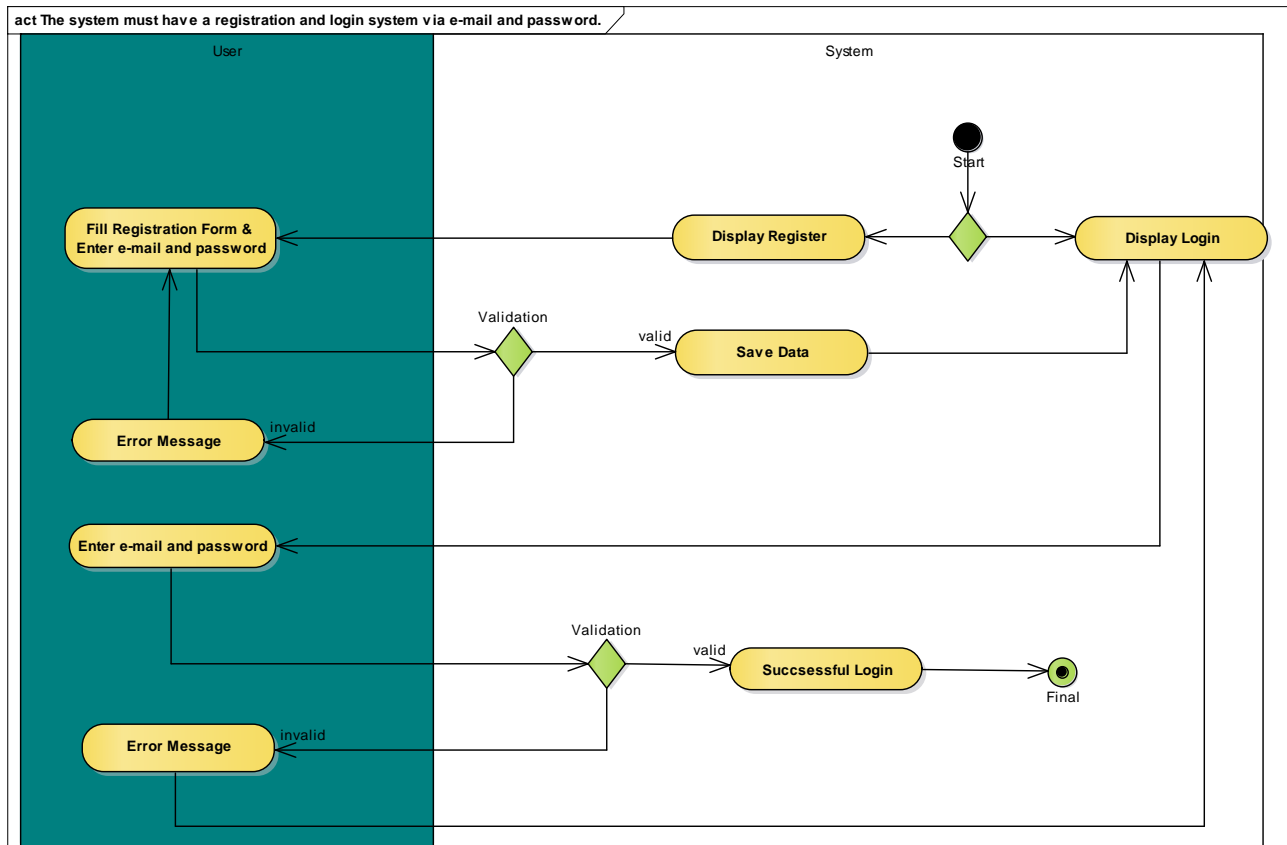 act The system must have a registration and login system via e-mail and password.
User
System
Start
Fill Registration Form &
Enter e-mail and password
Display Register
Display Login
Validation
valid
Save Data
invalid
Error Message
Enter e-mail and password
Validation
valid
Succsessful Login
Final
invalid
Error Message